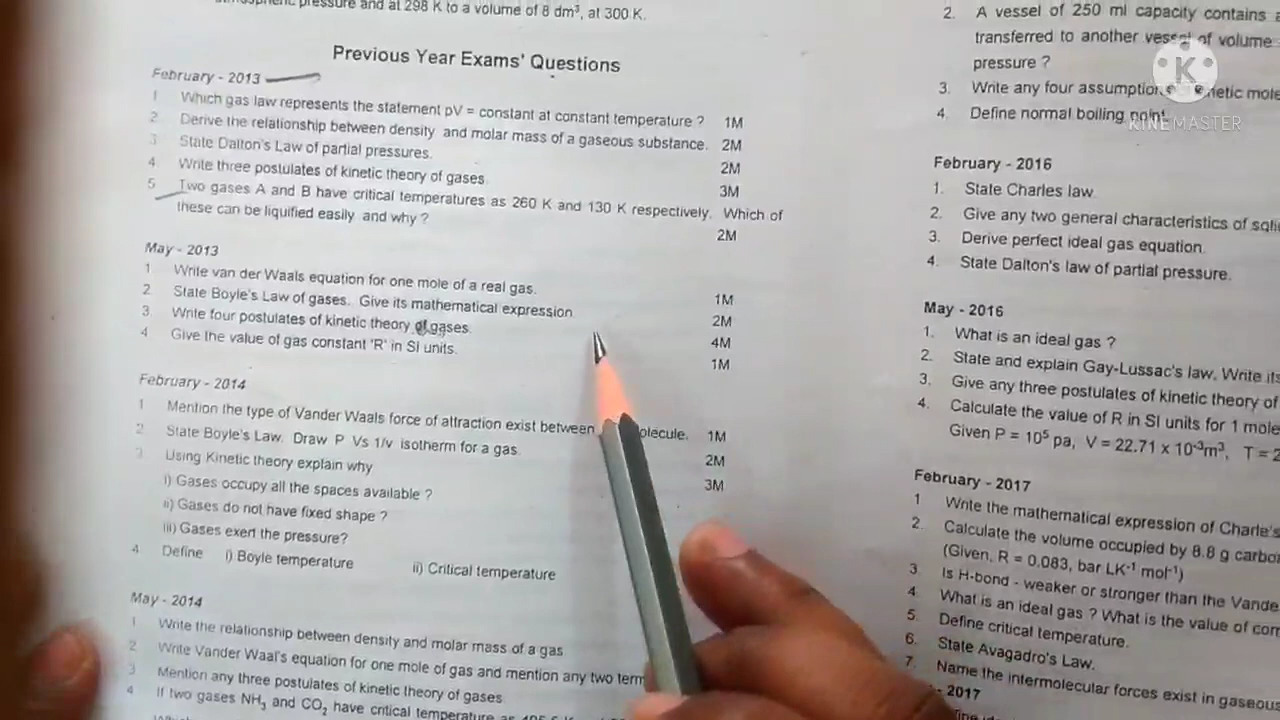 pressure and at 298 K to a volume of 8 dm³, at 300 K.
Previous Year Exams' Questions
February - 2013
1 Which gas law represents the statement pV = constant at constant temperature ? 1M
2 Derive the relationship between density and molar mass of a gaseous substance. 2M
3 State Dalton's Law of partial pressures. 2M
4. Write three postulates of kinetic theory of gases. 3M
5 Two gases A and B have critical temperatures as 260 K and 130 K respectively. Which of
these can be liquified easily and why ? 2M
May - 2013
1 Write van der Waals equation for one mole of a real gas. 1M
2 State Boyle's Law of gases. Give its mathematical expression. 2M
3. Write four postulates of kinetic theory of gases. 4M
4 Give the value of gas constant 'R' in SI units. 1M
February - 2014
1 Mention the type of Vander Waals force of attraction exist between 1M
2 State Boyle's Law. Draw P Vs 1/v isotherm for a gas. 2M
3 Using Kinetic theory explain why 3M
i) Gases occupy all the spaces available ?
ii) Gases do not have fixed shape ?
iii) Gases exert the pressure?
4 Define i) Boyle temperature ii) Critical temperature
May - 2014
1 Write the relationship between density and molar mass of a gas
2 Write Vander Waal's equation for one mole of gas and mention any two
3 Mention any three postulates of kinetic theory of gases
4 If two gases NH₃ and CO₂ have critical temperature as
2. A vessel of 250 ml capacity contains
transferred to another vessel of volume
pressure ?
3. Write any four
4. Define normal boiling point.
KINEMASTER
February - 2016
1. State Charles law.
2. Give any two general characteristics of
3. Derive perfect ideal gas equation.
4. State Dalton's law of partial pressure.
May - 2016
1. What is an ideal gas ?
2. State and explain Gay-Lussac's law. Write its
3. Give any three postulates of kinetic theory of
4. Calculate the value of R in SI units for 1 mole
Given P = 10⁵ pa, V = 22.71 x 10⁻³m³, T = 2
February - 2017
1 Write the mathematical expression of Charle's
2. Calculate the volume occupied by 8.8 g
(Given, R = 0.083, bar LK⁻¹ mol⁻¹)
3. Is H-bond - weaker or stronger than the
4. What is an ideal gas ? What is the value of
5. Define critical temperature.
6. State Avagadro's Law.
7. Name the intermolecular forces exist in gaseous
- 2017